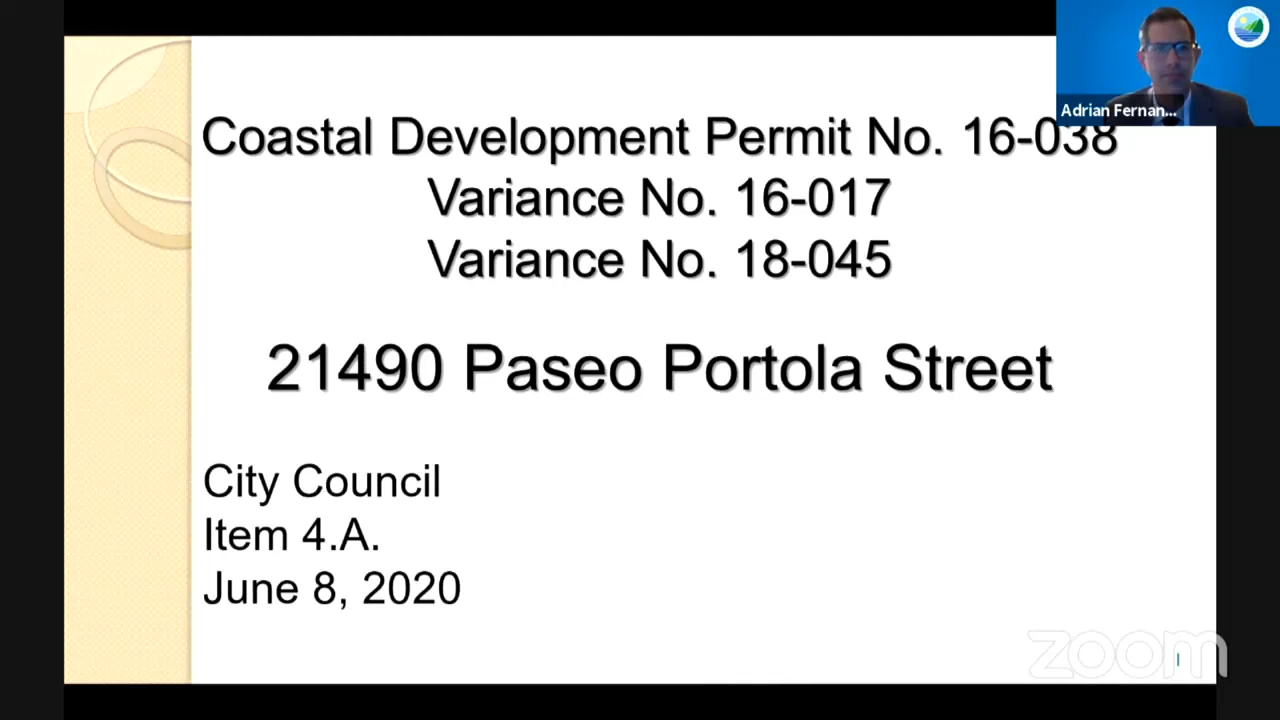 Adrian Fernan...
Coastal Development Permit No. 16-038
Variance No. 16-017
Variance No. 18-045
21490 Paseo Portola Street
City Council
Item 4.A.
June 8, 2020
zoom
1